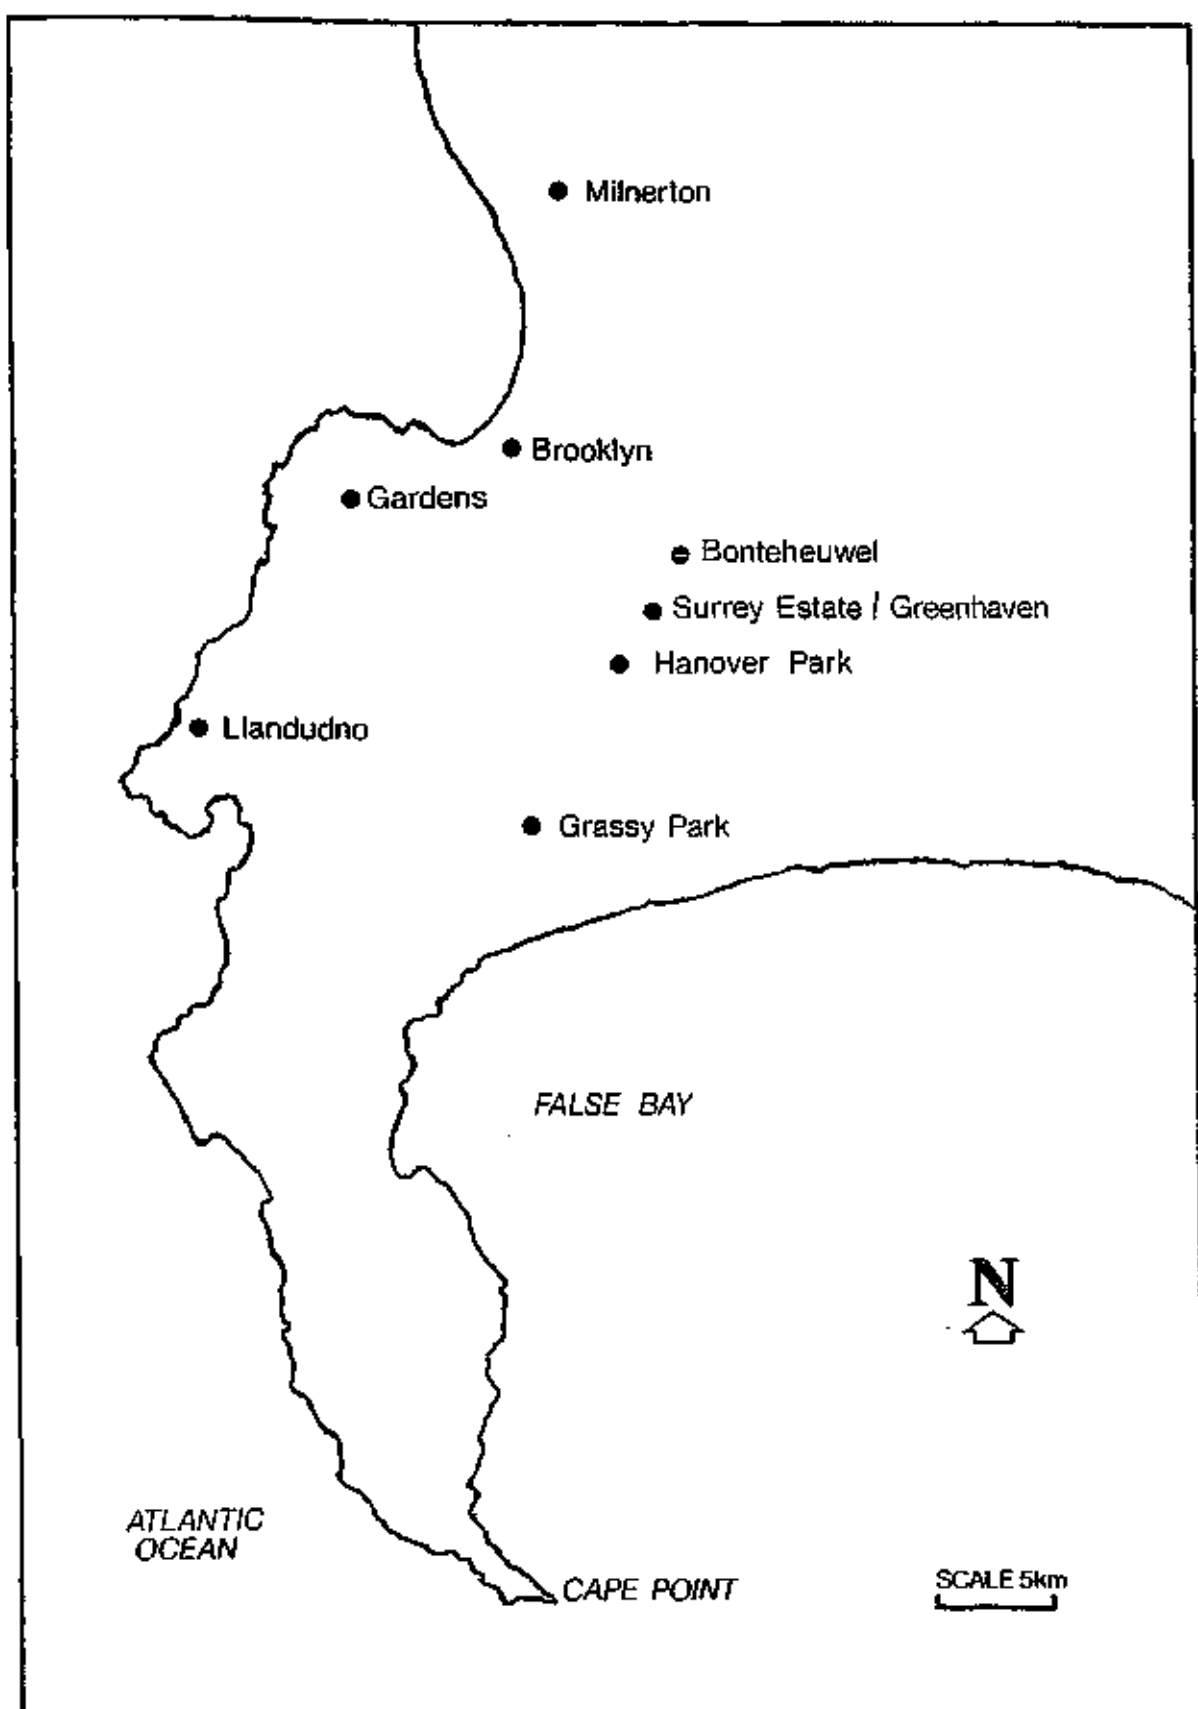 Milnerton
Brooklyn
Gardens
Bonteheuwel
Surrey Estate / Greenhaven
Hanover Park
Llandudno
Grassy Park
FALSE BAY
N
ATLANTIC
OCEAN
CAPE POINT
SCALE 5km